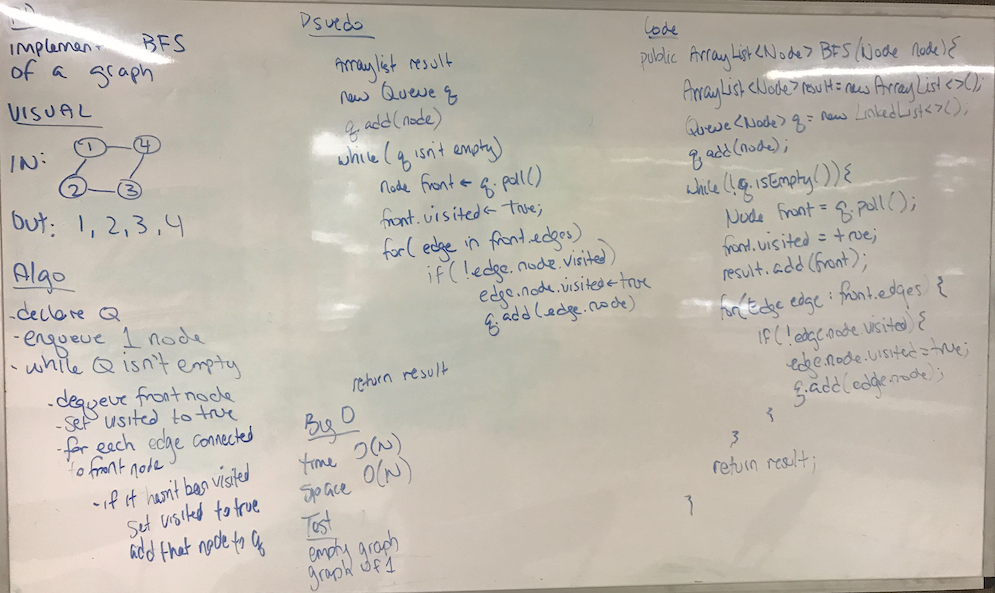 implement BFS
of a graph
VISUAL
IN:
1 4
2 3
Out: 1, 2, 3, 4
Algo
- declare Q
- enqueue 1 node
- while Q isn't empty
- dequeue front node
- set visited to true
- for each edge connected
to front node
- if it hasn't been visited
set visited to true
add that node to q
Psuedo
Arraylist result
new Queue q
q.add(node)
while( q isn't empty)
node front ← q.poll()
front.visited ← true;
for( edge in front.edges)
if( !edge.node.visited)
edge.node.visited ← true
q.add(edge.node)
return result
Big O
time O(N)
space O(N)
Test
empty graph
graph of 1
Code
public ArrayList<Node> BFS(Node node){
ArrayList<Node> result = new ArrayList<>();
Queue<Node> q = new LinkedList<>();
q.add(node);
while(!q.isEmpty()){
Node front = q.poll();
front.visited = true;
result.add(front);
for(Edge edge : front.edges) {
if(!edge.node.visited){
edge.node.visited = true;
q.add(edge.node);
}
}
return result;
}